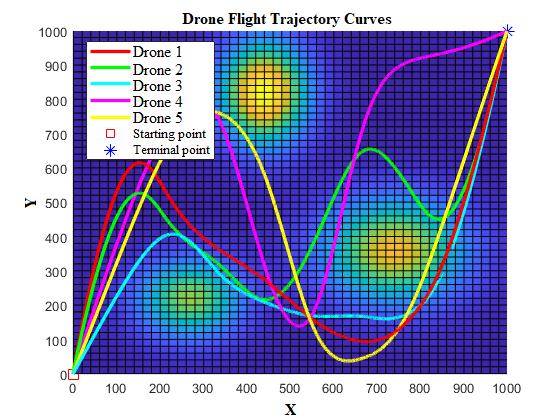 Drone Flight Trajectory Curves
1000
900
800
700
600
500
400
300
200
100
0
Y
Drone 1
Drone 2
Drone 3
Drone 4
Drone 5
Starting point
Terminal point
0 100 200 300 400 500 600 700 800 900 1000
X